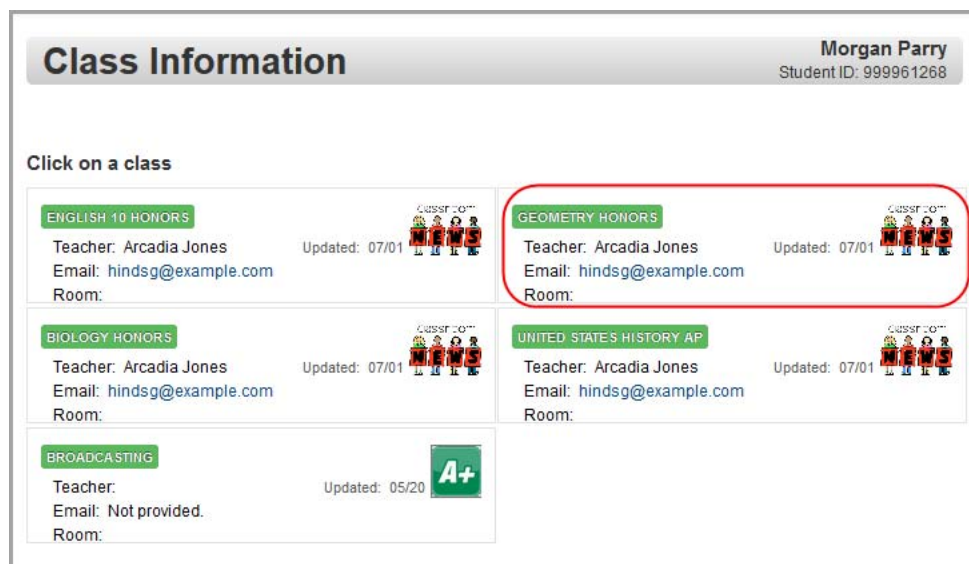 Class Information
Morgan Parry
Student ID: 999961268
Click on a class
ENGLISH 10 HONORS
Classroom
NEWS
Teacher: Arcadia Jones
Updated: 07/01
Email: hindsg@example.com
Room:
GEOMETRY HONORS
Classroom
NEWS
Teacher: Arcadia Jones
Updated: 07/01
Email: hindsg@example.com
Room:
BIOLOGY HONORS
Classroom
NEWS
Teacher: Arcadia Jones
Updated: 07/01
Email: hindsg@example.com
Room:
UNITED STATES HISTORY AP
Classroom
NEWS
Teacher: Arcadia Jones
Updated: 07/01
Email: hindsg@example.com
Room:
BROADCASTING
A+
Teacher:
Updated: 05/20
Email: Not provided.
Room: